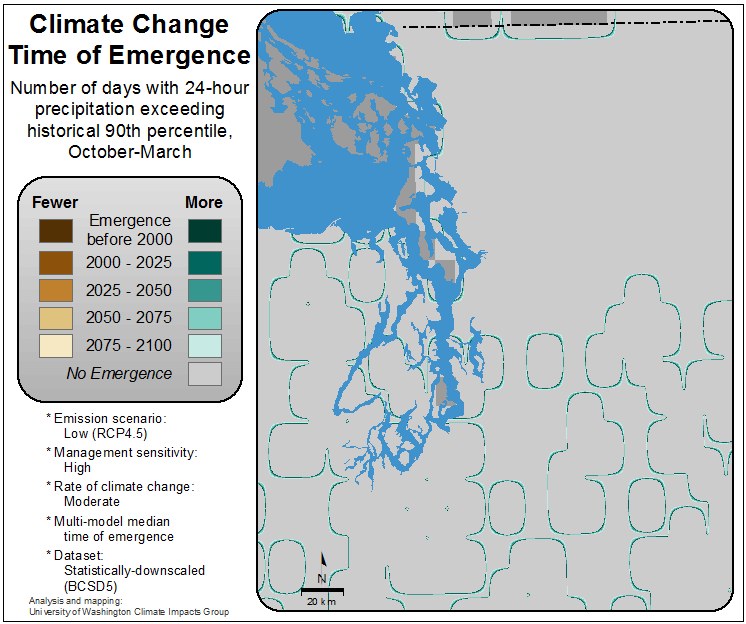 Climate Change
Time of Emergence
Number of days with 24-hour
precipitation exceeding
historical 90th percentile,
October-March
Fewer More
Emergence
before 2000
2000 - 2025
2025 - 2050
2050 - 2075
2075 - 2100
No Emergence
* Emission scenario:
Low (RCP4.5)
* Management sensitivity:
High
* Rate of climate change:
Moderate
* Multi-model median
time of emergence
* Dataset:
Statistically-downscaled
(BCSD5)
Analysis and mapping:
University of Washington Climate Impacts Group
N
20 km